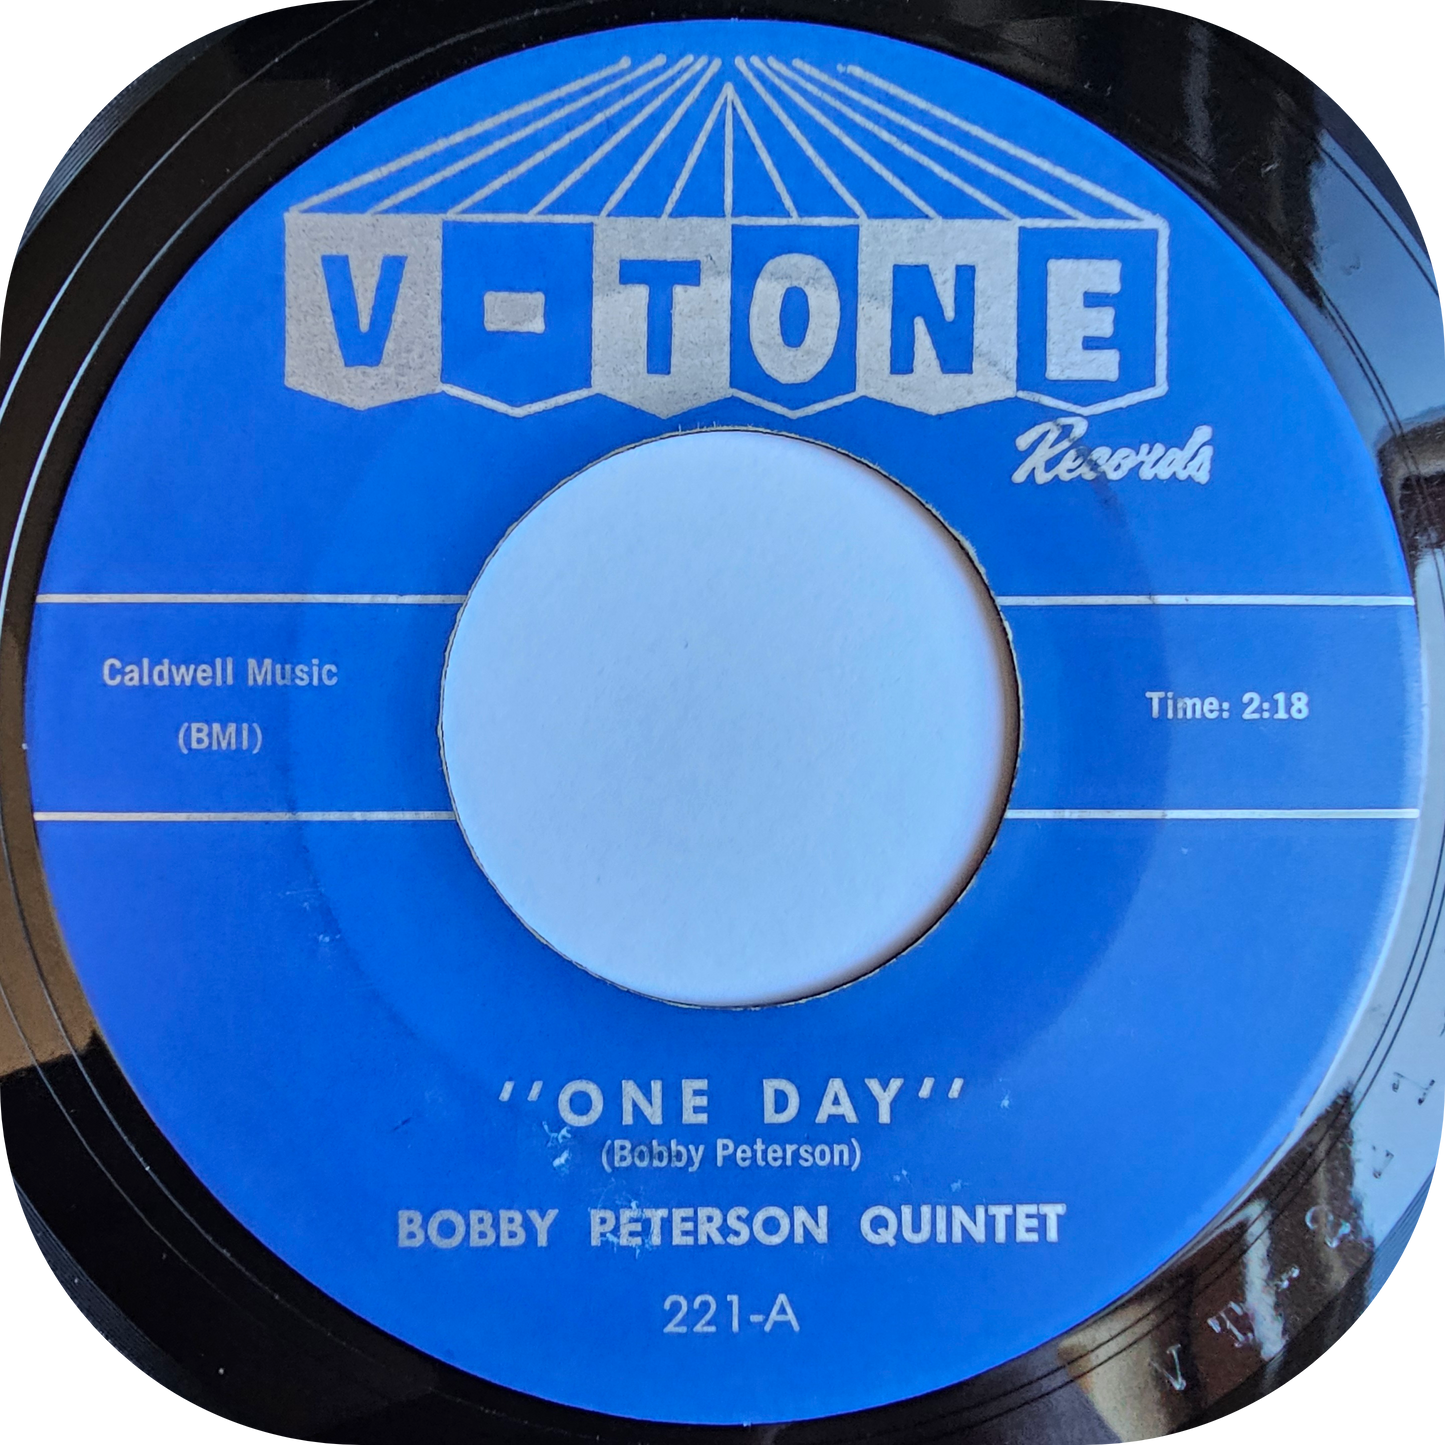 V-TONE
Records
Caldwell Music
(BMI)
Time: 2:18
"ONE DAY"
(Bobby Peterson)
BOBBY PETERSON QUINTET
221-A